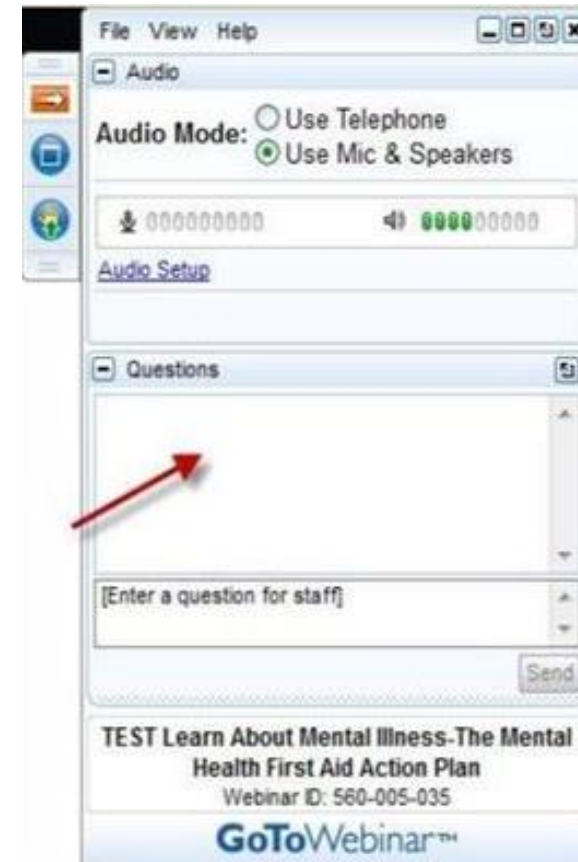 File View Help
Audio
Audio Mode: Use Telephone
Use Mic & Speakers
Audio Setup
Questions
[Enter a question for staff]
Send
TEST Learn About Mental Illness-The Mental
Health First Aid Action Plan
Webinar ID: 560-005-035
GoToWebinar™